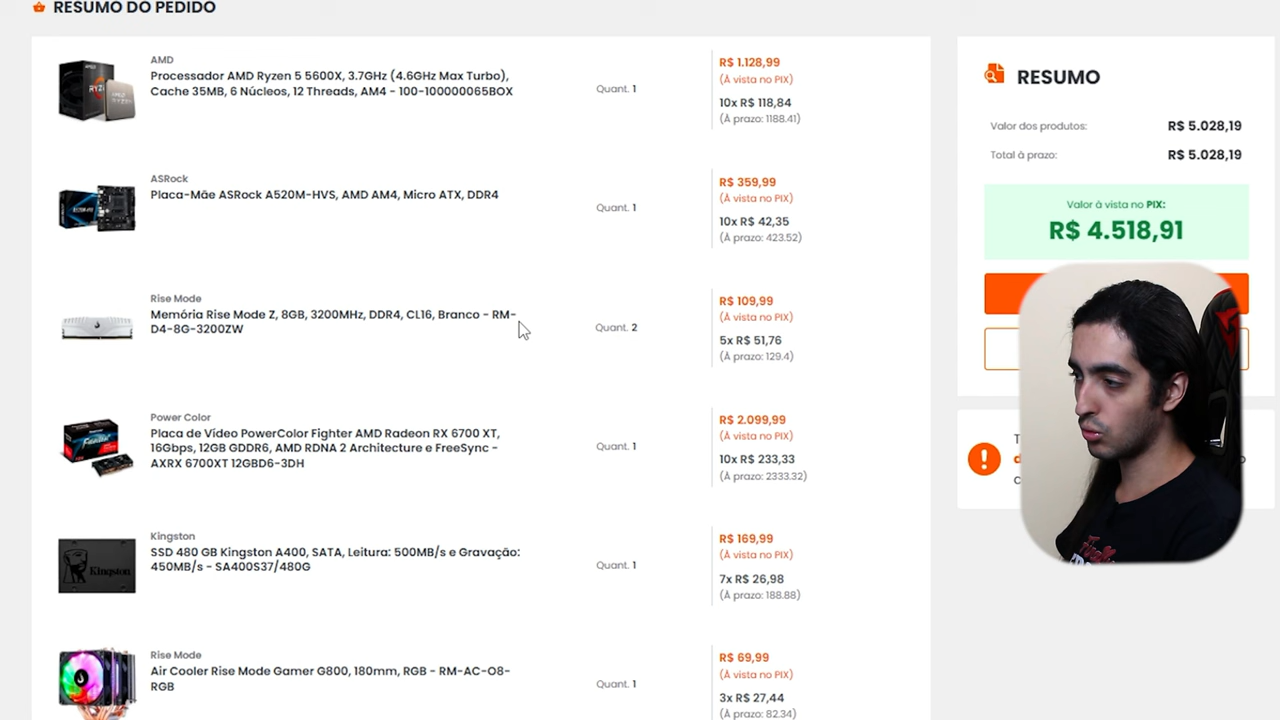 RESUMO DO PEDIDO
AMD
Processador AMD Ryzen 5 5600X, 3.7GHz (4.6GHz Max Turbo),
Cache 35MB, 6 Núcleos, 12 Threads, AM4 - 100-100000065BOX
Quant. 1
R$ 1.128,99
(À vista no PIX)
10x R$ 118,84
(À prazo: 1188.41)
ASRock
Placa-Mãe ASRock A520M-HVS, AMD AM4, Micro ATX, DDR4
Quant. 1
R$ 359,99
(À vista no PIX)
10x R$ 42,35
(À prazo: 423.52)
Rise Mode
Memória Rise Mode Z, 8GB, 3200MHz, DDR4, CL16, Branco - RM-
D4-8G-3200ZW
Quant. 2
R$ 109,99
(À vista no PIX)
5x R$ 51,76
(À prazo: 129.4)
Power Color
Placa de Vídeo PowerColor Fighter AMD Radeon RX 6700 XT,
16Gbps, 12GB GDDR6, AMD RDNA 2 Architecture e FreeSync -
AXRX 6700XT 12GBD6-3DH
Quant. 1
R$ 2.099,99
(À vista no PIX)
10x R$ 233,33
(À prazo: 2333.32)
Kingston
SSD 480 GB Kingston A400, SATA, Leitura: 500MB/s e Gravação:
450MB/s - SA400S37/480G
Kingston
Quant. 1
R$ 169,99
(À vista no PIX)
7x R$ 26,98
(À prazo: 188.88)
Rise Mode
Air Cooler Rise Mode Gamer G800, 180mm, RGB - RM-AC-O8-
RGB
Quant. 1
R$ 69,99
(À vista no PIX)
3x R$ 27,44
(À prazo: 82.34)
RESUMO
Valor dos produtos: R$ 5.028,19
Total à prazo: R$ 5.028,19
Valor à vista no PIX:
R$ 4.518,91